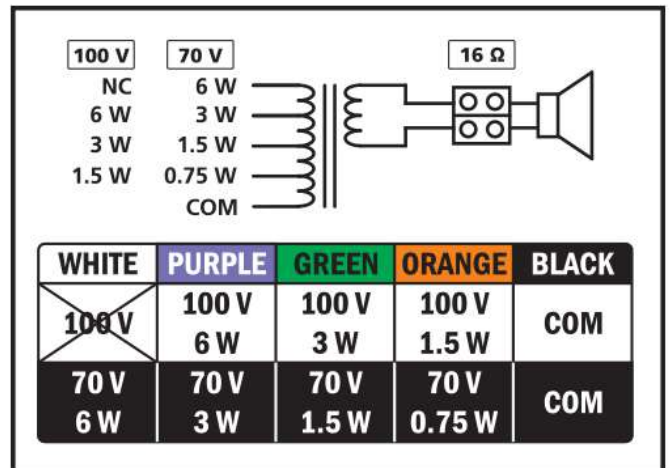 100 V 70 V 16 Ω
NC 6 W
6 W 3 W
3 W 1.5 W
1.5 W 0.75 W
COM
WHITE PURPLE GREEN ORANGE BLACK
100 V 100 V 100 V 100 V COM
6 W 3 W 1.5 W
70 V 70 V 70 V 70 V COM
6 W 3 W 1.5 W 0.75 W